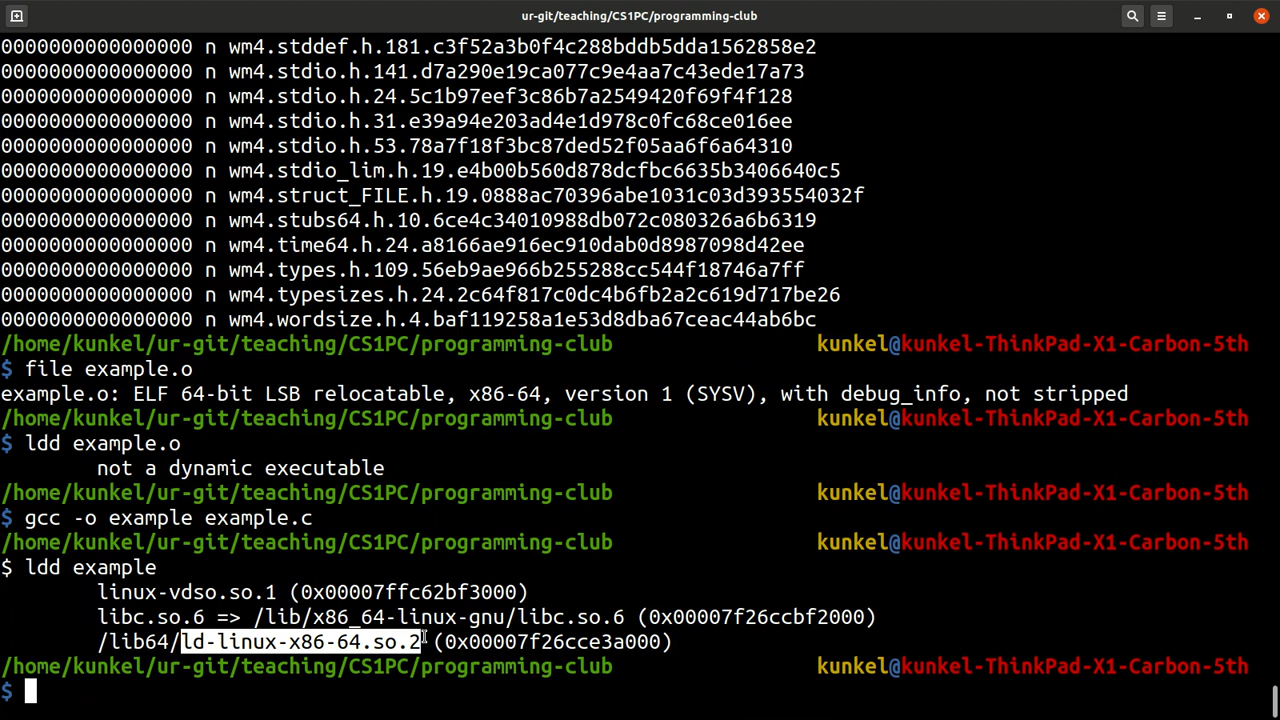 ur-git/teaching/CS1PC/programming-club
0000000000000000 n wm4.stddef.h.181.c3f52a3b0f4c288bddb5dda1562858e2
0000000000000000 n wm4.stdio.h.141.d7a290e19ca077c9e4aa7c43ede17a73
0000000000000000 n wm4.stdio.h.24.5c1b97eef3c86b7a2549420f69f4f128
0000000000000000 n wm4.stdio.h.31.e39a94e203ad4e1d978c0fc68ce016ee
0000000000000000 n wm4.stdio.h.53.78a7f18f3bc87ded52f05aa6f6a64310
0000000000000000 n wm4.stdio_lim.h.19.e4b00b560d878dcfbc6635b3406640c5
0000000000000000 n wm4.struct_FILE.h.19.0888ac70396abe1031c03d393554032f
0000000000000000 n wm4.stubs64.h.10.6ce4c34010988db072c080326a6b6319
0000000000000000 n wm4.time64.h.24.a8166ae916ec910dab0d8987098d42ee
0000000000000000 n wm4.types.h.109.56eb9ae966b255288cc544f18746a7ff
0000000000000000 n wm4.typesizes.h.24.2c64f817c0dc4b6fb2a2c619d717be26
0000000000000000 n wm4.wordsize.h.4.baf119258a1e53d8dba67ceac44ab6bc
/home/kunkel/ur-git/teaching/CS1PC/programming-club kunkel@kunkel-ThinkPad-X1-Carbon-5th
$ file example.o
example.o: ELF 64-bit LSB relocatable, x86-64, version 1 (SYSV), with debug_info, not stripped
/home/kunkel/ur-git/teaching/CS1PC/programming-club kunkel@kunkel-ThinkPad-X1-Carbon-5th
$ ldd example.o
not a dynamic executable
/home/kunkel/ur-git/teaching/CS1PC/programming-club kunkel@kunkel-ThinkPad-X1-Carbon-5th
$ gcc -o example example.c
/home/kunkel/ur-git/teaching/CS1PC/programming-club kunkel@kunkel-ThinkPad-X1-Carbon-5th
$ ldd example
linux-vdso.so.1 (0x00007ffc62bf3000)
libc.so.6 => /lib/x86_64-linux-gnu/libc.so.6 (0x00007f26ccbf2000)
/lib64/ld-linux-x86-64.so.2 (0x00007f26cce3a000)
/home/kunkel/ur-git/teaching/CS1PC/programming-club kunkel@kunkel-ThinkPad-X1-Carbon-5th
$